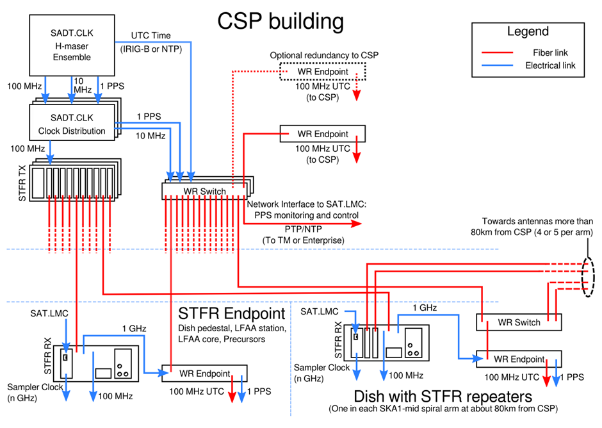 CSP building
SADT.CLK
H-maser
Ensemble
UTC Time
(IRIG-B or NTP)
100 MHz
10
MHz
1 PPS
SADT.CLK
Clock Distribution
1 PPS
10 MHz
100 MHz
STFR TX
Optional redundancy to CSP
WR Endpoint
100 MHz UTC
(to CSP)
WR Endpoint
100 MHz UTC
(to CSP)
WR Switch
Network Interface to SAT.LMC:
PPS monitoring and control
PTP/NTP
(To TM or Enterprise)
Legend
Fiber link
Electrical link
Towards antennas more than
80km from CSP (4 or 5 per arm)
STFR Endpoint
Dish pedestal, LFAA station,
LFAA core, Precursors
SAT.LMC
1 GHz
STFR RX
Sampler Clock
(n GHz)
100 MHz
WR Endpoint
100 MHz UTC
1 PPS
SAT.LMC
1 GHz
STFR RX
Sampler Clock
(n GHz)
100 MHz
WR Switch
WR Endpoint
100 MHz UTC
1 PPS
Dish with STFR repeaters
(One in each SKA1-mid spiral arm at about 80km from CSP)